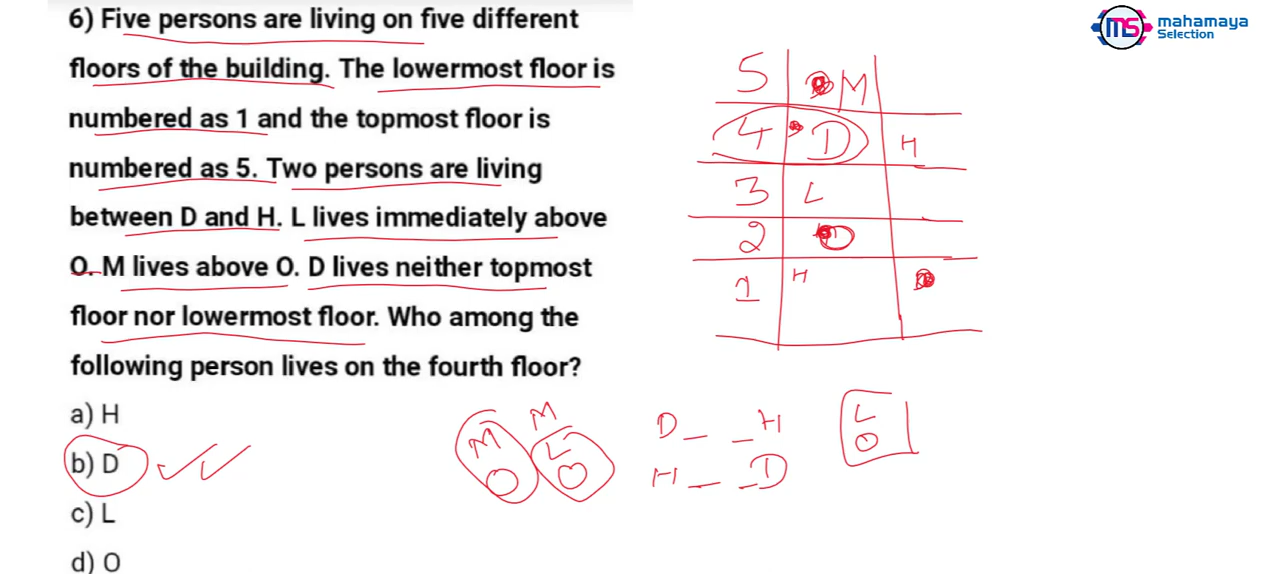 6) Five persons are living on five different
floors of the building. The lowermost floor is
numbered as 1 and the topmost floor is
numbered as 5. Two persons are living
between D and H. L lives immediately above
O. M lives above O. D lives neither topmost
floor nor lowermost floor. Who among the
following person lives on the fourth floor?
a) H
b) D
c) L
d) O
MS mahamaya
Selection
5 M
4 D H
3 L
2 O
1 H
M M
O L
O
D _ _ H
H _ _ D
L
O